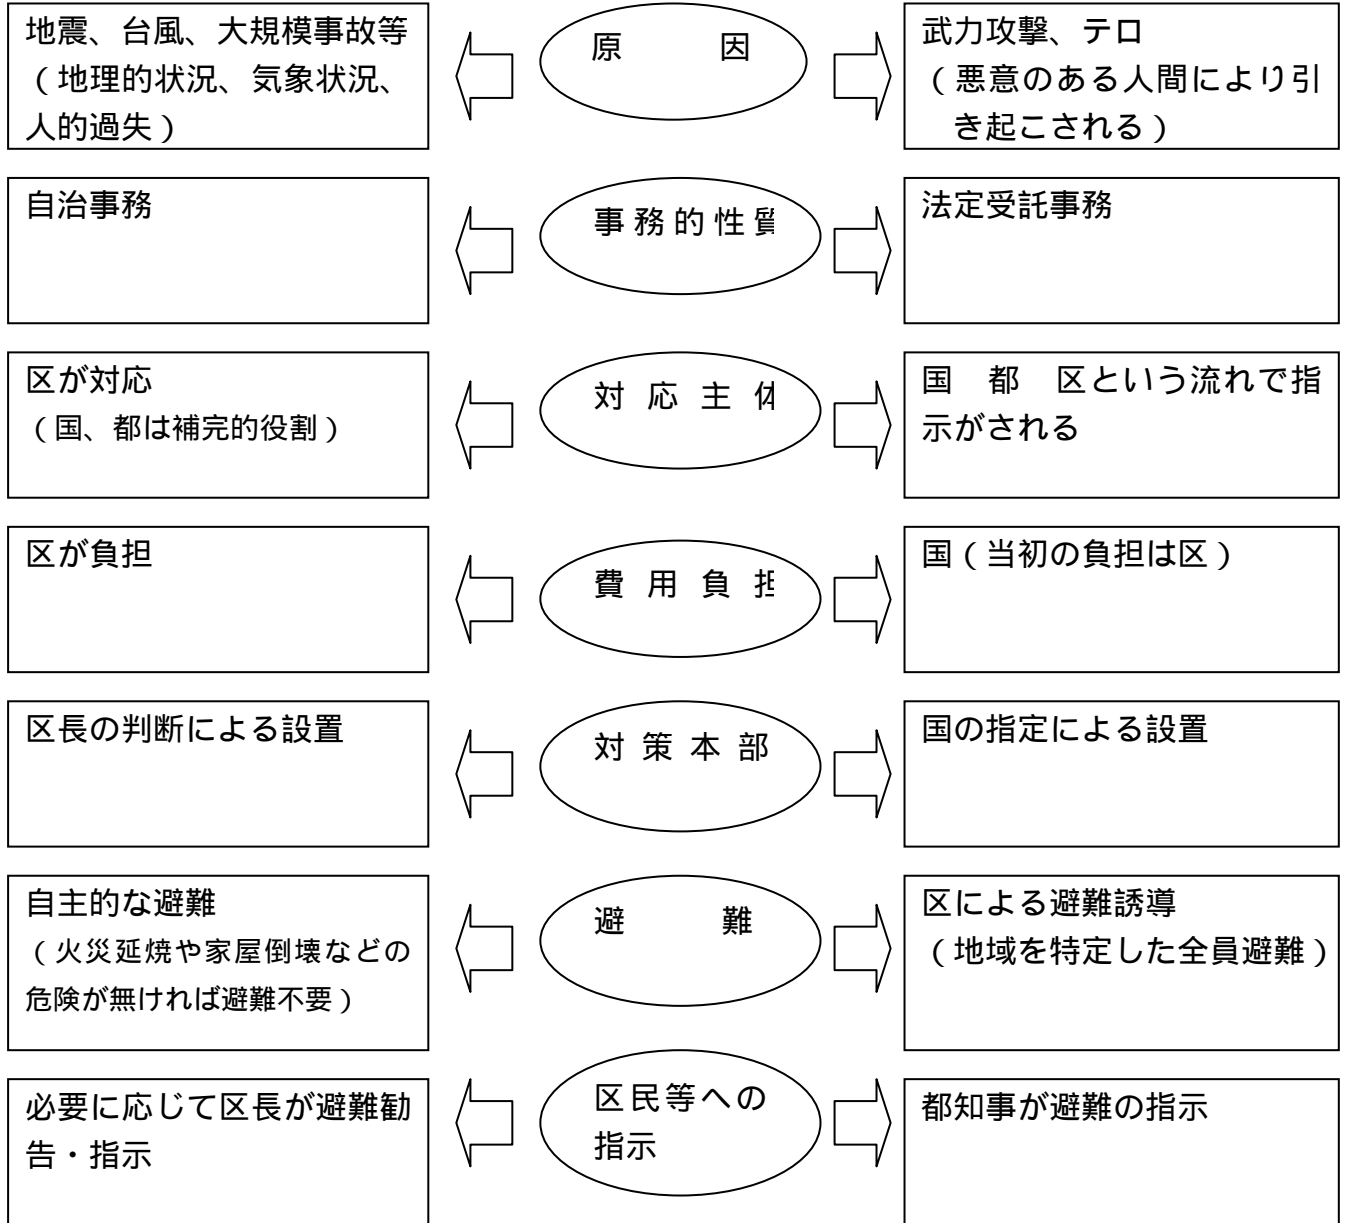 地震、台風、大規模事故等
（地理的状況、気象状況、
人的過失）
原　　　因
武力攻撃、テロ
（悪意のある人間により引
き起こされる）
自治事務
事務的性質
法定受託事務
区が対応
（国、都は補完的役割）
対応主体
国　都　区という流れで指
示がされる
区が負担
費用負担
国（当初の負担は区）
区長の判断による設置
対策本部
国の指定による設置
自主的な避難
（火災延焼や家屋倒壊などの
危険が無ければ避難不要）
避　　　難
区による避難誘導
（地域を特定した全員避難）
必要に応じて区長が避難勧
告・指示
区民等への
指示
都知事が避難の指示